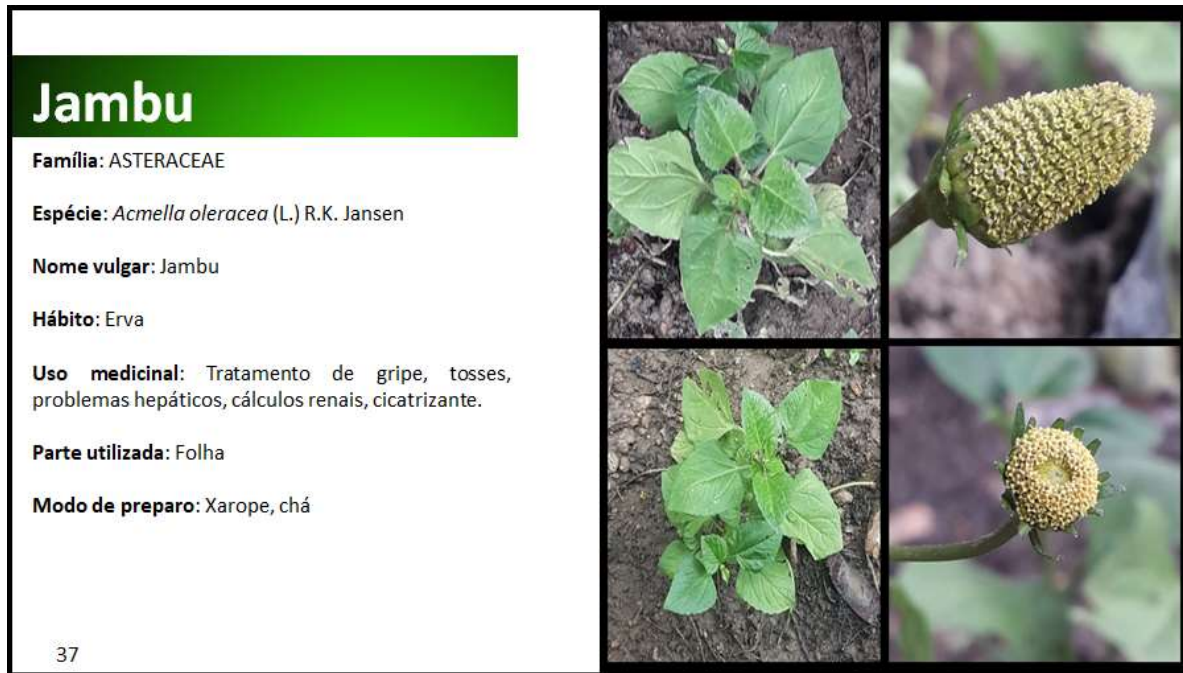 Jambu
Família: ASTERACEAE
Espécie: Acmella oleracea (L.) R.K. Jansen
Nome vulgar: Jambu
Hábito: Erva
Uso medicinal: Tratamento de gripe, tosses,
problemas hepáticos, cálculos renais, cicatrizante.
Parte utilizada: Folha
Modo de preparo: Xarope, chá
37